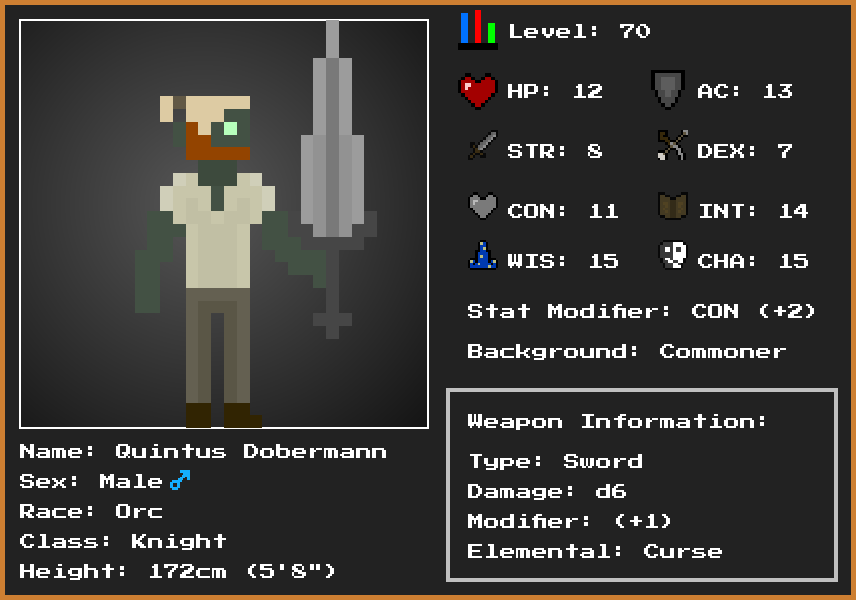 Level: 70
HP: 12
AC: 13
STR: 8
DEX: 7
CON: 11
INT: 14
WIS: 15
CHA: 15
Stat Modifier: CON (+2)
Background: Commoner
Name: Quintus Dobermann
Sex: Male♂
Race: Orc
Class: Knight
Height: 172cm (5'8")
Weapon Information:
Type: Sword
Damage: d6
Modifier: (+1)
Elemental: Curse